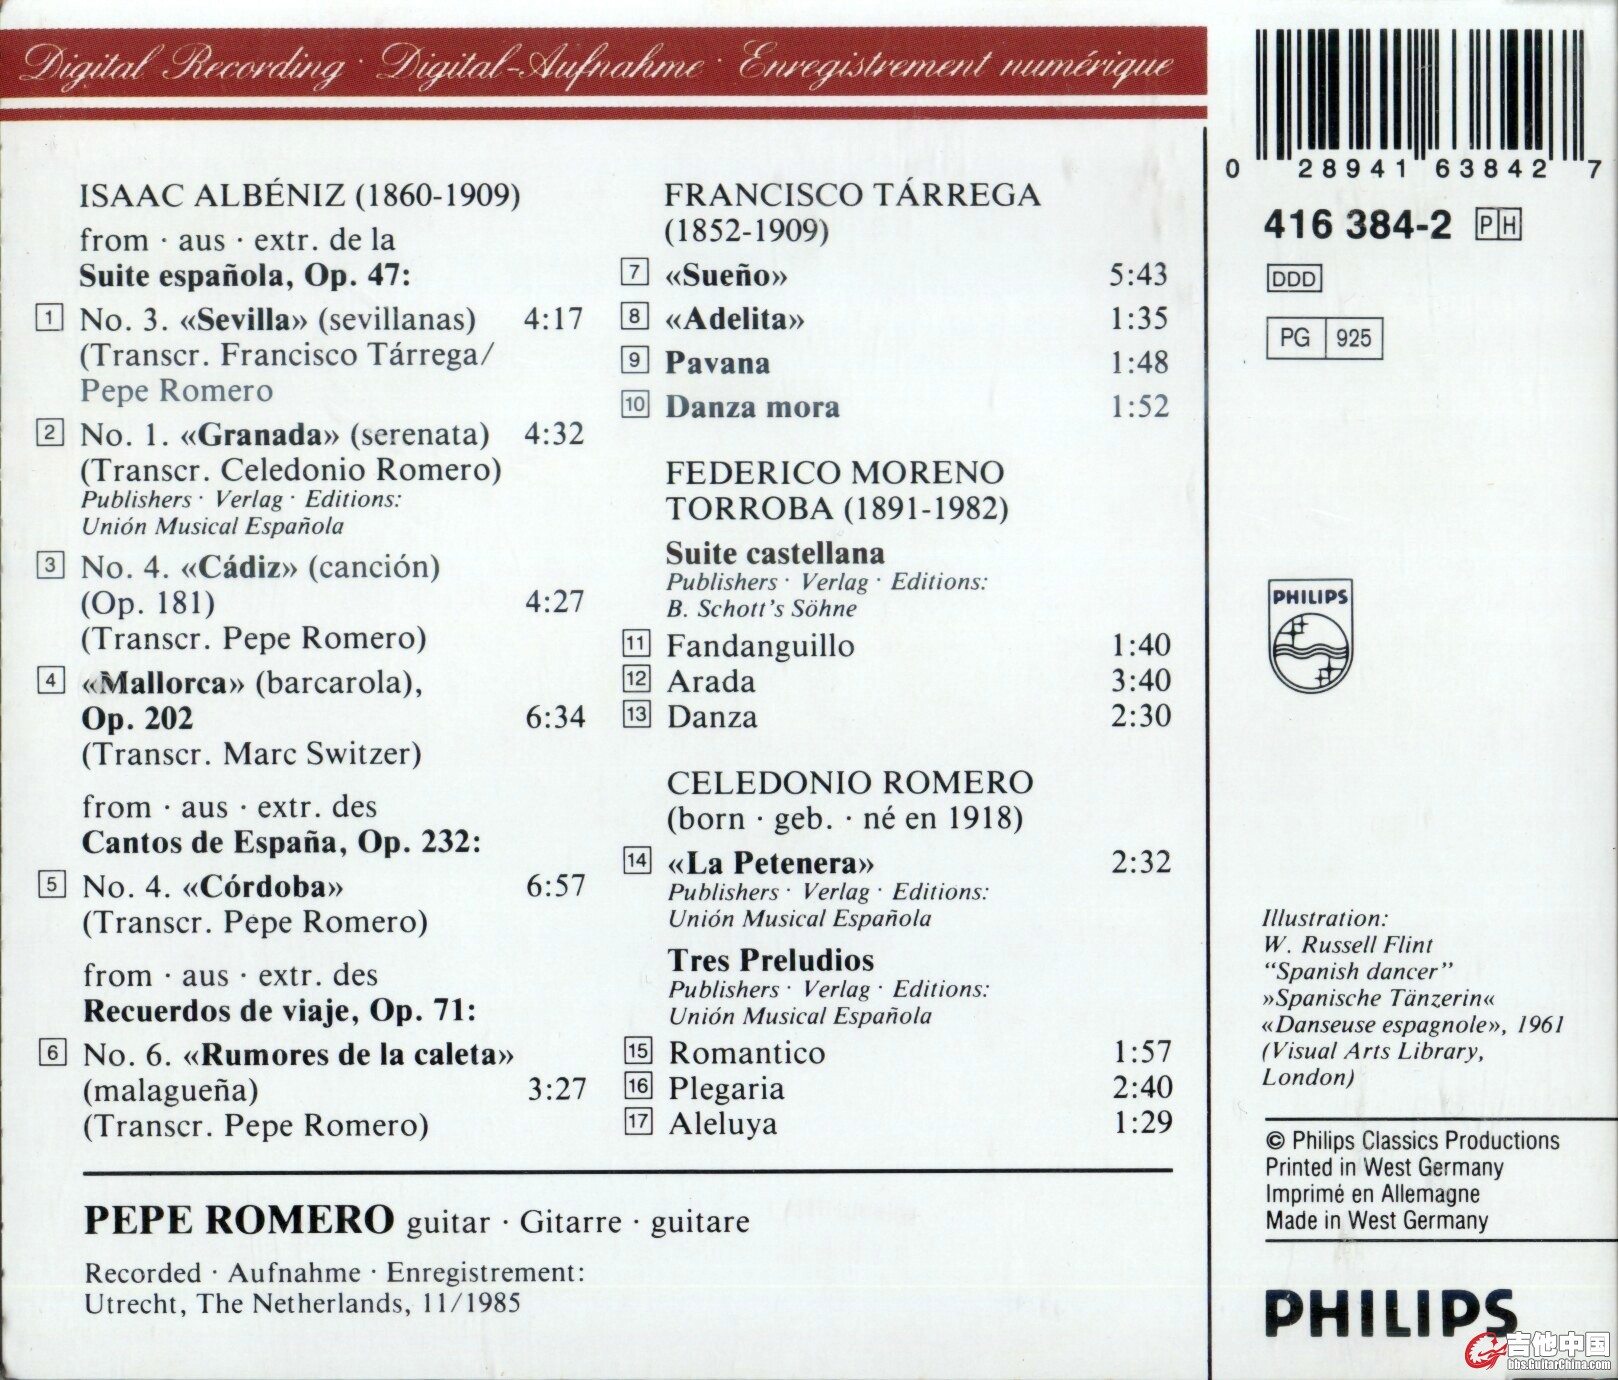 Digital Recording · Digital-Aufnahme · Enregistrement numérique
ISAAC ALBÉNIZ (1860-1909)
from · aus · extr. de la
Suite española, Op. 47:
1 No. 3. «Sevilla» (sevillanas) 4:17
(Transcr. Francisco Tárrega/
Pepe Romero
2 No. 1. «Granada» (serenata) 4:32
(Transcr. Celedonio Romero)
Publishers · Verlag · Editions:
Unión Musical Española
3 No. 4. «Cádiz» (canción)
(Op. 181) 4:27
(Transcr. Pepe Romero)
4 «Mallorca» (barcarola),
Op. 202 6:34
(Transcr. Marc Switzer)
from · aus · extr. des
Cantos de España, Op. 232:
5 No. 4. «Córdoba» 6:57
(Transcr. Pepe Romero)
from · aus · extr. des
Recuerdos de viaje, Op. 71:
6 No. 6. «Rumores de la caleta»
(malagueña) 3:27
(Transcr. Pepe Romero)
FRANCISCO TÁRREGA
(1852-1909)
7 «Sueño» 5:43
8 «Adelita» 1:35
9 Pavana 1:48
10 Danza mora 1:52
FEDERICO MORENO
TORROBA (1891-1982)
Suite castellana
Publishers · Verlag · Editions:
B. Schott's Söhne
11 Fandanguillo 1:40
12 Arada 3:40
13 Danza 2:30
CELEDONIO ROMERO
(born · geb. · né en 1918)
14 «La Petenera» 2:32
Publishers · Verlag · Editions:
Unión Musical Española
Tres Preludios
Publishers · Verlag · Editions:
Unión Musical Española
15 Romantico 1:57
16 Plegaria 2:40
17 Aleluya 1:29
PEPE ROMERO guitar · Gitarre · guitare
Recorded · Aufnahme · Enregistrement:
Utrecht, The Netherlands, 11/1985
0 28941 63842 7
416 384-2 PH
DDD
PG 925
PHILIPS
Illustration:
W. Russell Flint
“Spanish dancer”
»Spanische Tänzerin«
«Danseuse espagnole», 1961
(Visual Arts Library,
London)
© Philips Classics Productions
Printed in West Germany
Imprimé en Allemagne
Made in West Germany
PHILIPS
吉他中国
bbs.GuitarChina.com